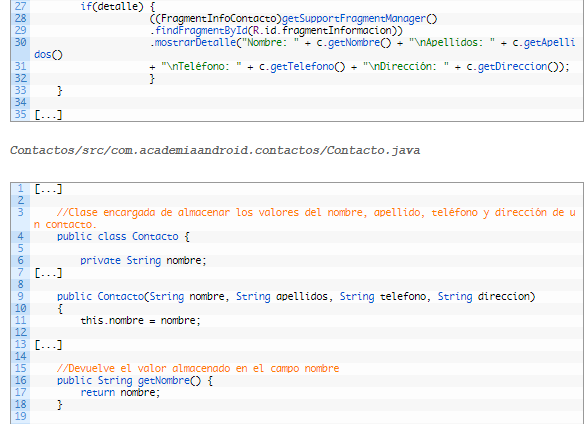 27 if(detalle) {
28 ((FragmentInfoContacto)getSupportFragmentManager()
29 .findFragmentById(R.id.fragmentInformacion))
30 .mostrarDetalle("Nombre: " + c.getNombre() + "\nApellidos: " + c.getApelli
dos()
31 + "\nTeléfono: " + c.getTelefono() + "\nDirección: " + c.getDireccion());
32 }
33 }
34
35 [...]
Contactos/src/com.academiaandroid.contactos/Contacto.java
1 [...]
2
3 //Clase encargada de almacenar los valores del nombre, apellido, teléfono y dirección de u
n contacto.
4 public class Contacto {
5
6 private String nombre;
7 [...]
8
9 public Contacto(String nombre, String apellidos, String telefono, String direccion)
10 {
11 this.nombre = nombre;
12
13 [...]
14
15 //Devuelve el valor almacenado en el campo nombre
16 public String getNombre() {
17 return nombre;
18 }
19